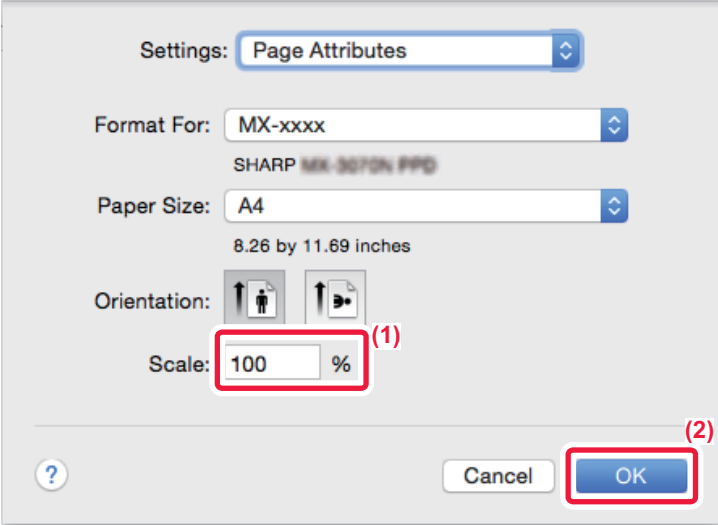 Settings: Page Attributes
Format For: MX-xxxx
SHARP
Paper Size: A4
8.26 by 11.69 inches
Orientation:
(1)
Scale: 100 %
(2)
? Cancel OK